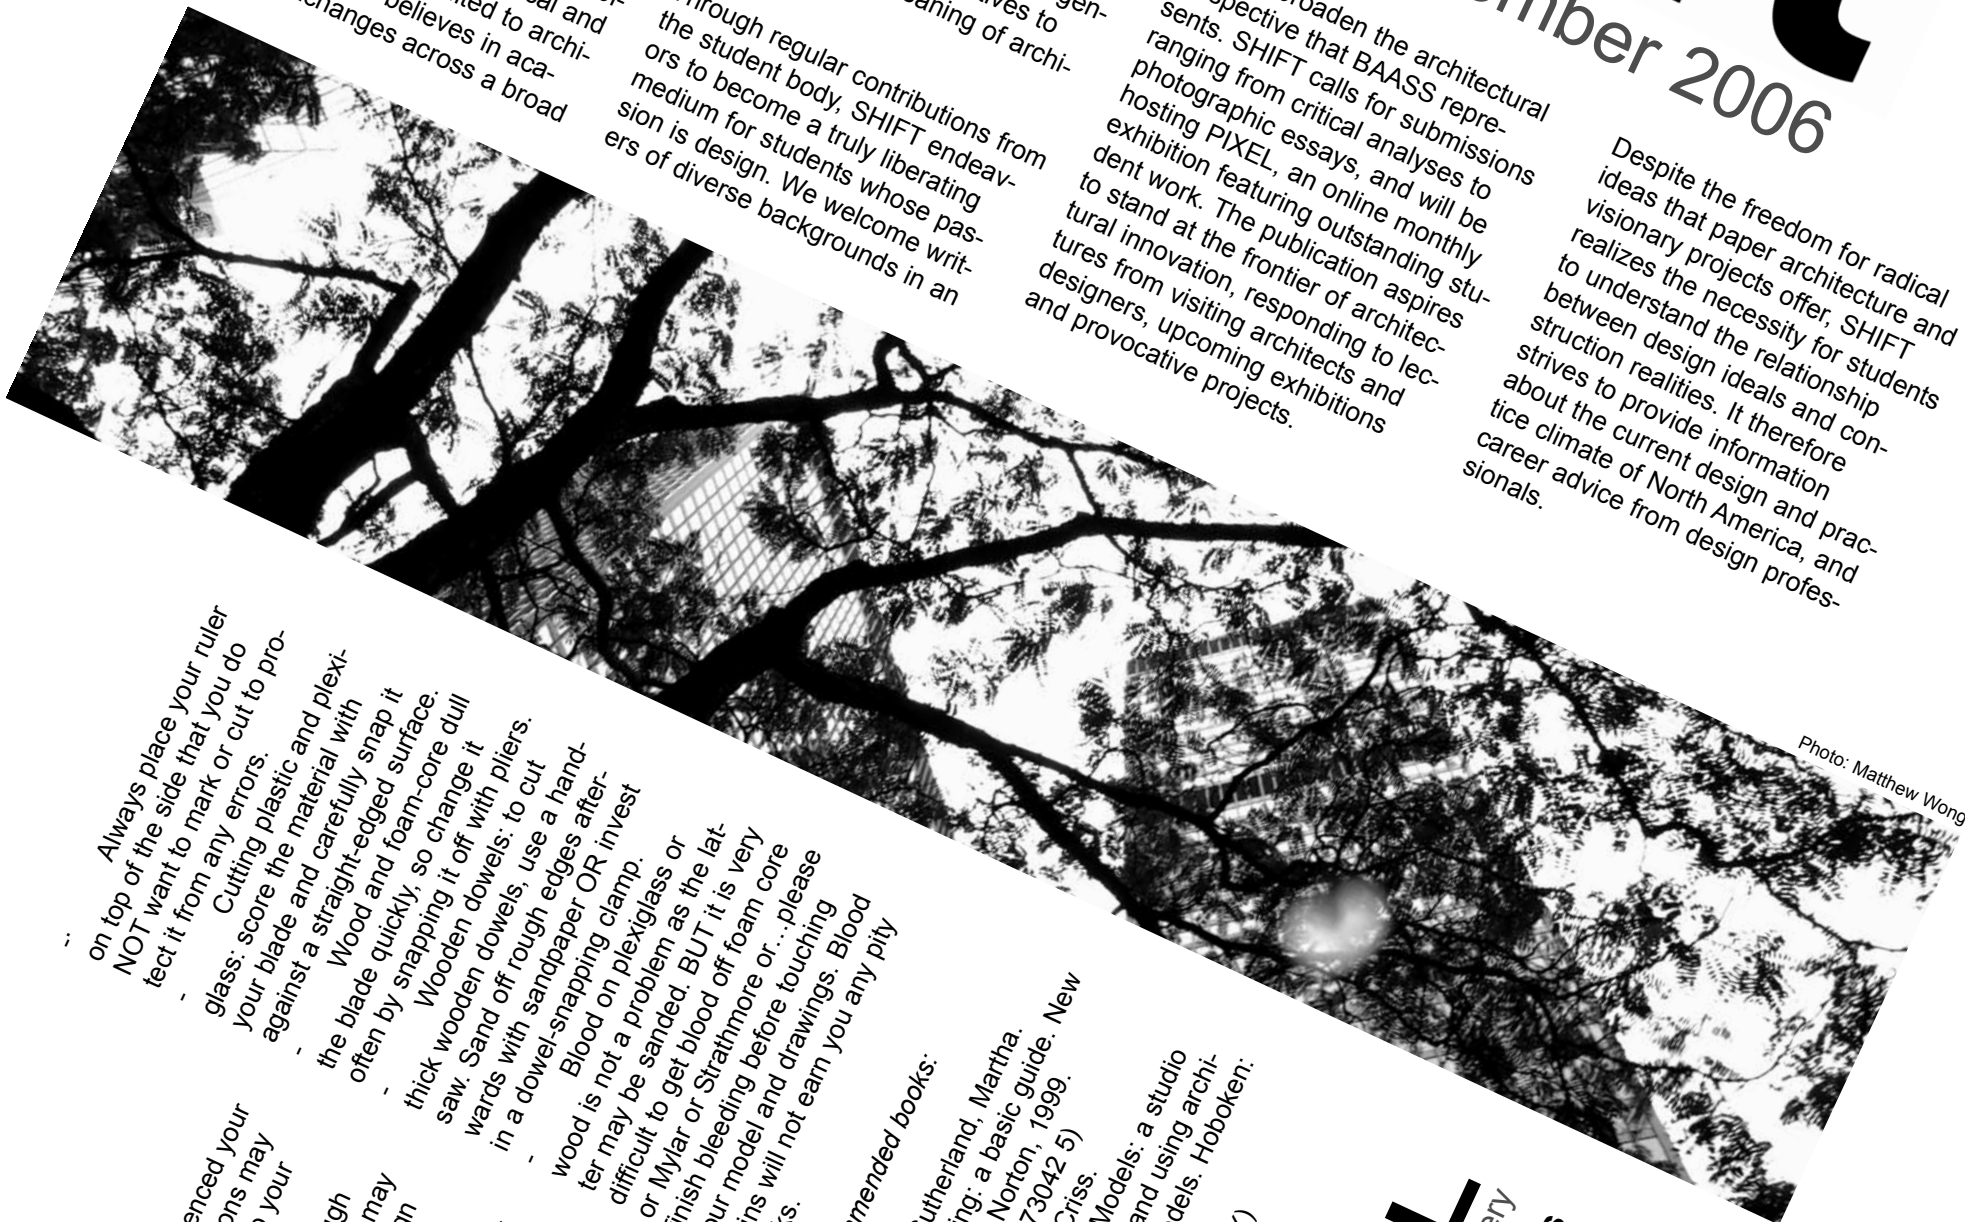 and
to archi-
believes in aca-
changes across a broad
through regular contributions from
the student body, SHIFT endeav-
ors to become a truly liberating
medium for students whose pas-
sion is design. We welcome writ-
ers of diverse backgrounds in an
to
of archi-
the architectural
that BAASS repre-
sents. SHIFT calls for submissions
ranging from critical analyses to
photographic essays, and will be
hosting PIXEL, an online monthly
exhibition featuring outstanding stu-
dent work. The publication aspires
to stand at the frontier of architec-
tural innovation, responding to lec-
tures from visiting architects and
designers, upcoming exhibitions
and provocative projects.
2006
Despite the freedom for radical
ideas that paper architecture and
visionary projects offer, SHIFT
realizes the necessity for students
to understand the relationship
between design ideals and con-
struction realities. It therefore
strives to provide information
about the current design and prac-
tice climate of North America, and
career advice from design profes-
sionals.
Photo: Matthew Wong
Always place your ruler
on top of the side that you do
NOT want to mark or cut to pro-
tect it from any errors.
- Cutting plastic and plexi-
glass: score the material with
your blade and carefully snap it
against a straight-edged surface.
- Wood and foam-core dull
the blade quickly, so change it
often by snapping it off with pliers.
- Wooden dowels: to cut
thick wooden dowels, use a hand-
saw. Sand off rough edges after-
wards with sandpaper OR invest
in a dowel-snapping clamp.
- Blood on plexiglass or
wood is not a problem as the lat-
ter may be sanded. BUT it is very
difficult to get blood off foam core
or Mylar or Strathmore or...please
bleeding before touching
model and drawings. Blood
will not earn you any pity
books:
Sutherland, Martha.
a basic guide. New
Norton, 1999.
73042 5)
Criss.
Models: a studio
and using archi-
Hoboken:
your
may
your
may